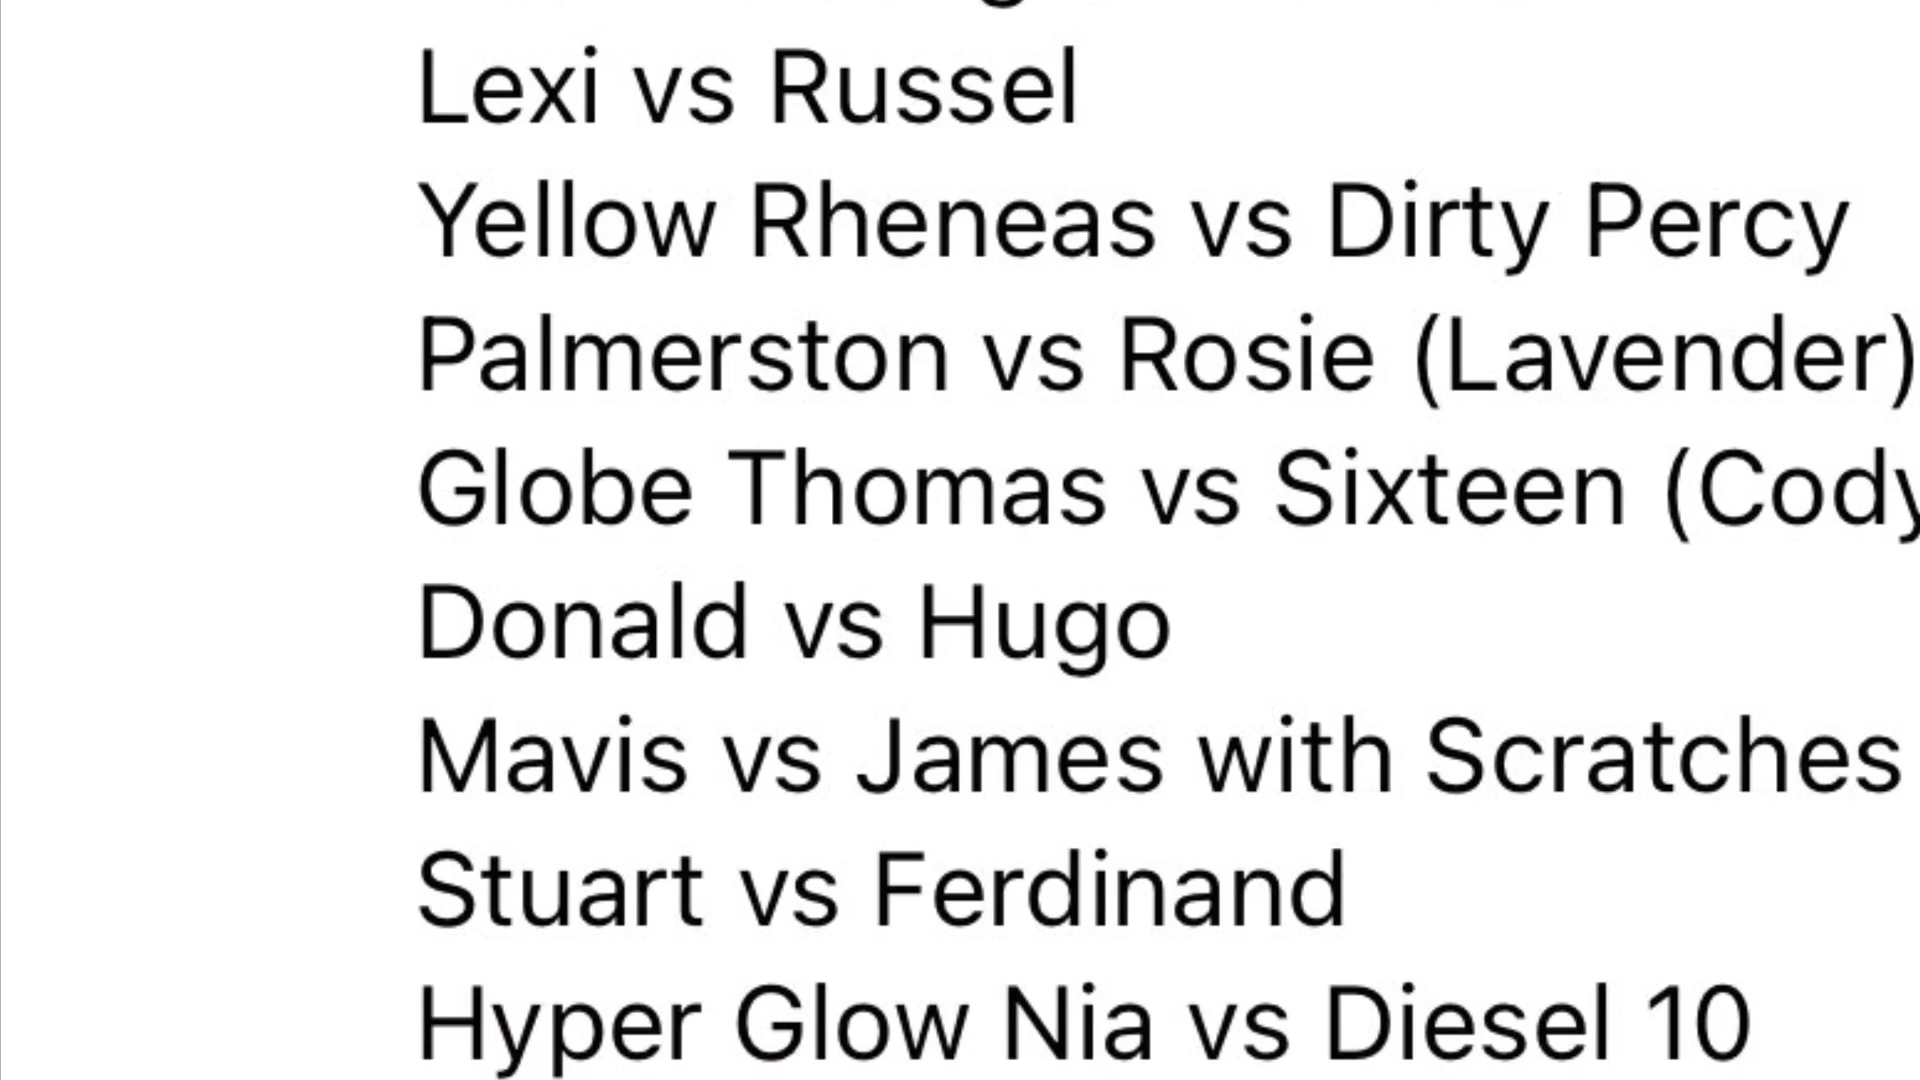 Lexi vs Russel
Yellow Rheneas vs Dirty Percy
Palmerston vs Rosie (Lavender)
Globe Thomas vs Sixteen (Cody
Donald vs Hugo
Mavis vs James with Scratches
Stuart vs Ferdinand
Hyper Glow Nia vs Diesel 10